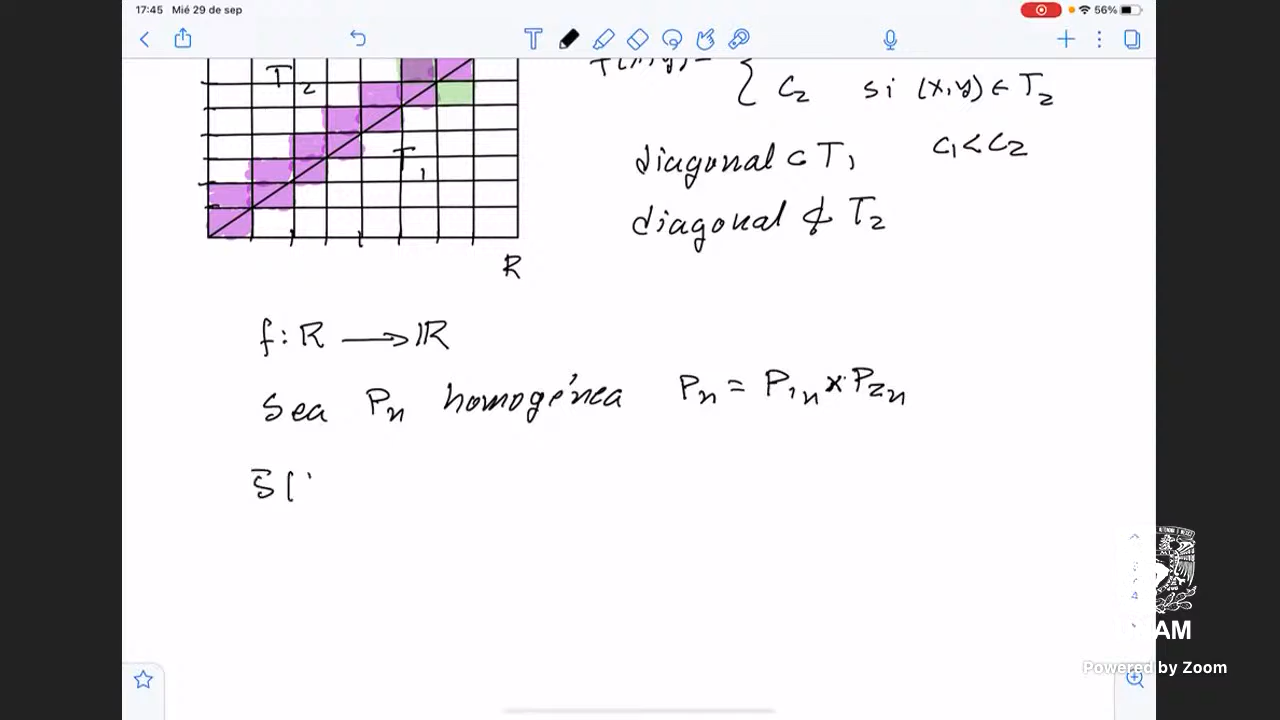 17:45 Mié 29 de sep
56%
T
T₂
C₂ si (x,y) ∈ T₂
T₁
diagonal ⊂ T₁ C₁ < C₂
diagonal ⊄ T₂
R
f: R ⟶ ℝ
Sea Pₙ homogénea Pₙ = P₁ₙ × P₂ₙ
S̄(
Powered by Zoom